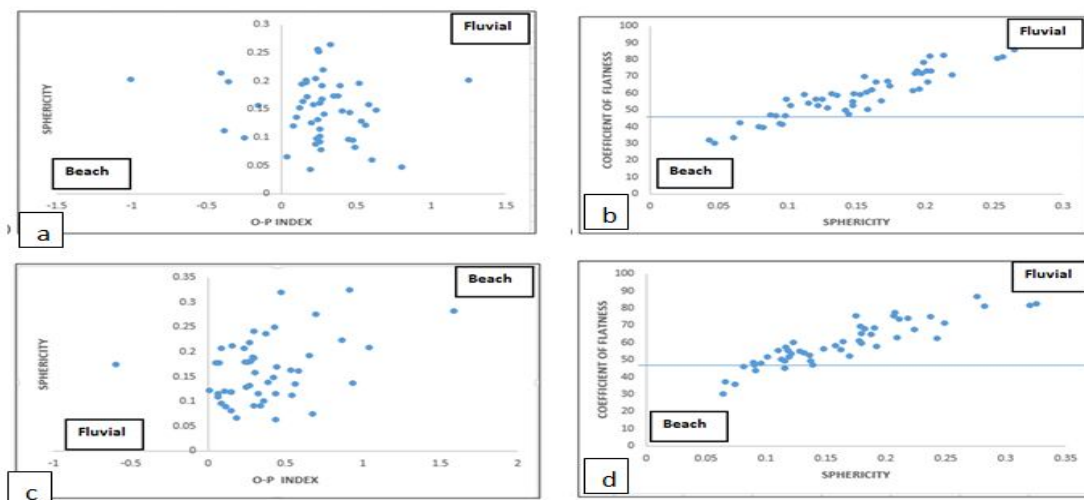 Fluvial
0.3
0.25
0.2
0.15
0.1
0.05
0
SPHERICITY
Beach
-1.5 -1 -0.5 0 0.5 1 1.5
O-P INDEX
a
Fluvial
100
90
80
70
60
50
40
30
20
10
0
COEFFICIENT OF FLATNESS
Beach
0 0.05 0.1 0.15 0.2 0.25 0.3
SPHERICITY
b
Beach
0.35
0.3
0.25
0.2
0.15
0.1
0.05
0
SPHERICITY
Fluvial
-1 -0.5 0 0.5 1 1.5 2
O-P INDEX
c
Fluvial
100
90
80
70
60
50
40
30
20
10
0
COEFFICIENT OF FLATNESS
Beach
0 0.05 0.1 0.15 0.2 0.25 0.3 0.35
SPHERICITY
d